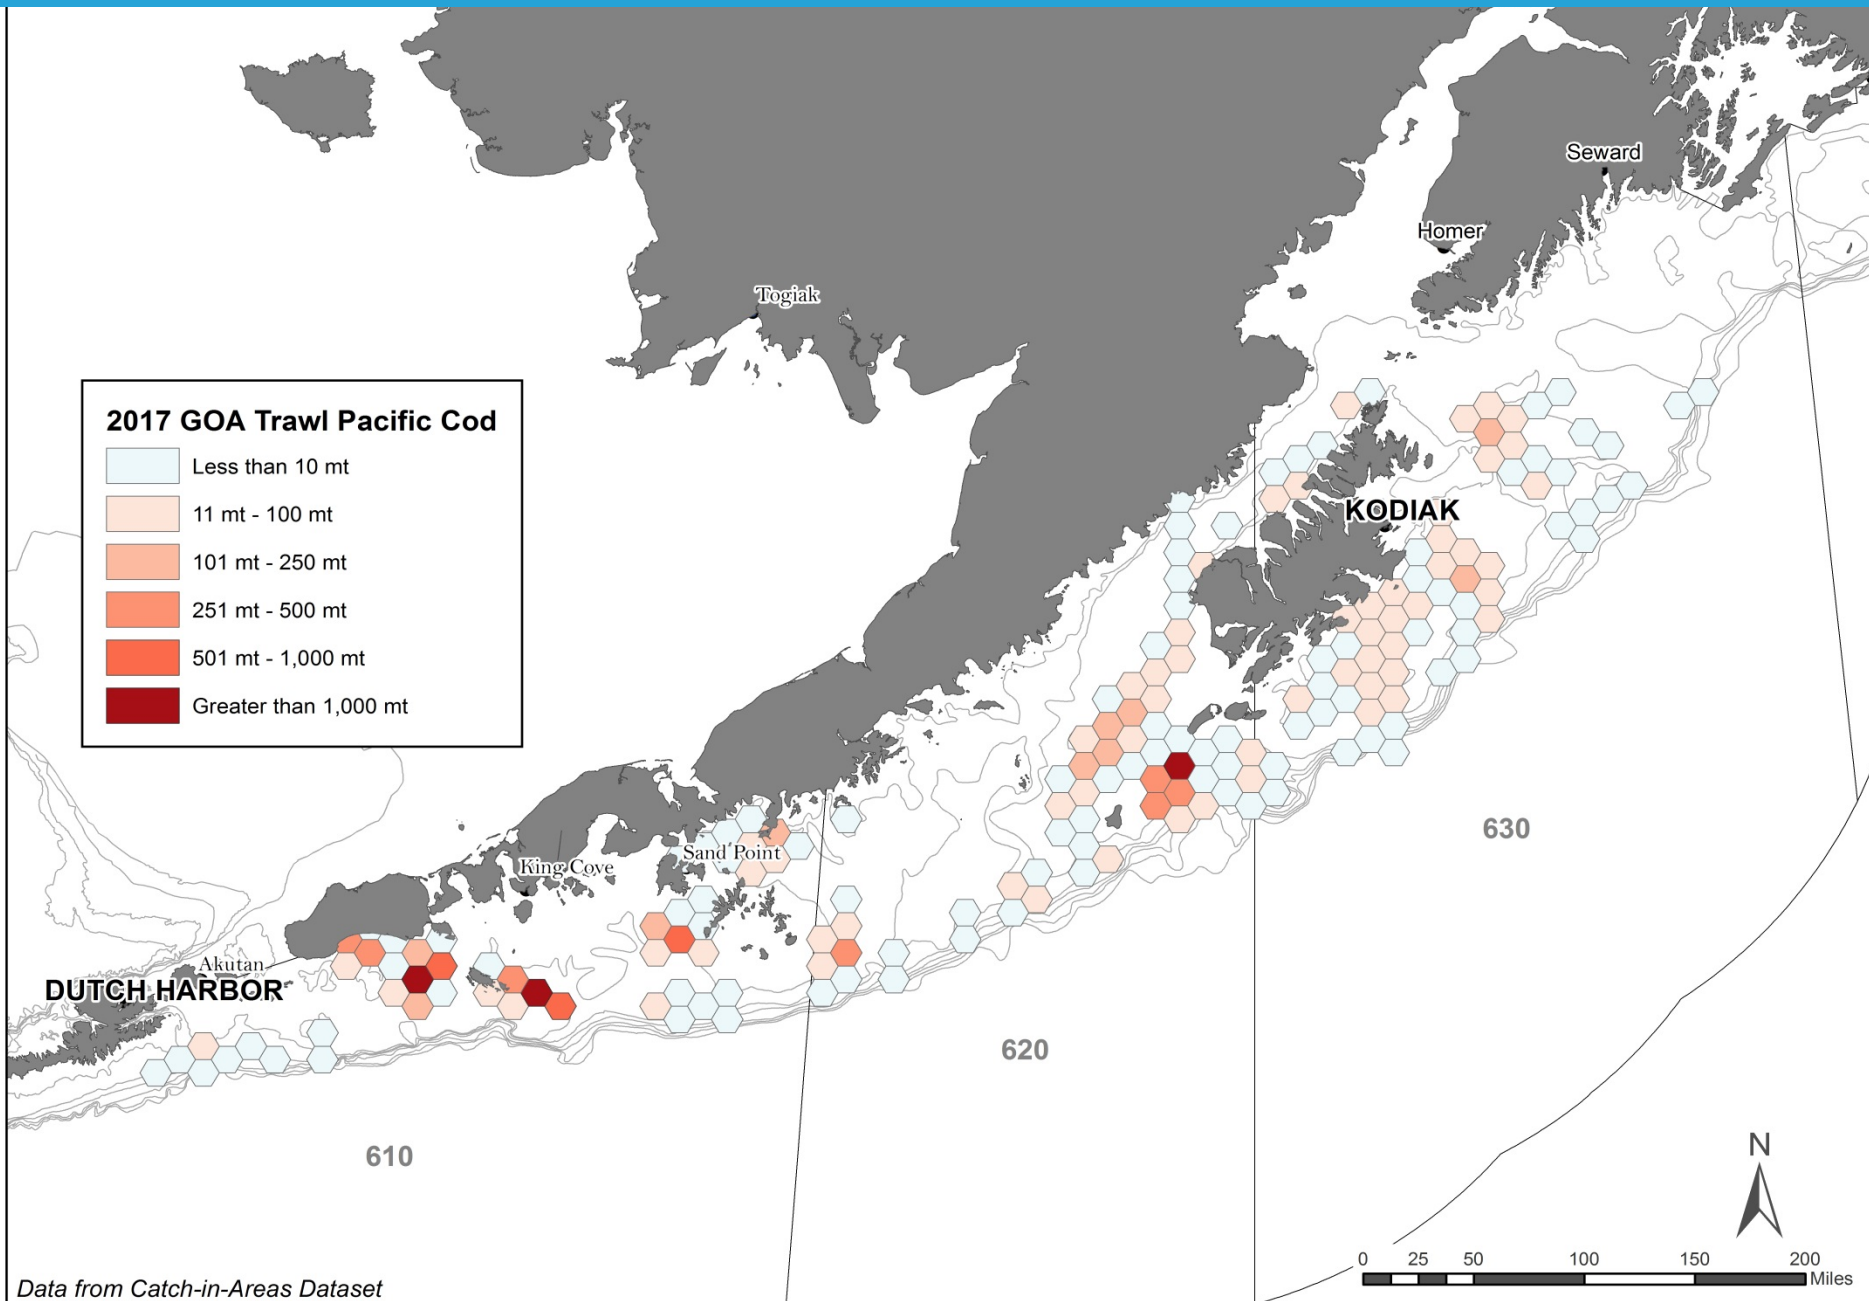 Seward
Homer
Togiak
2017 GOA Trawl Pacific Cod
Less than 10 mt
11 mt - 100 mt
101 mt - 250 mt
251 mt - 500 mt
501 mt - 1,000 mt
Greater than 1,000 mt
KODIAK
630
Sand Point
King Cove
Akutan
DUTCH HARBOR
620
610
N
0 25 50 100 150 200
Miles
Data from Catch-in-Areas Dataset